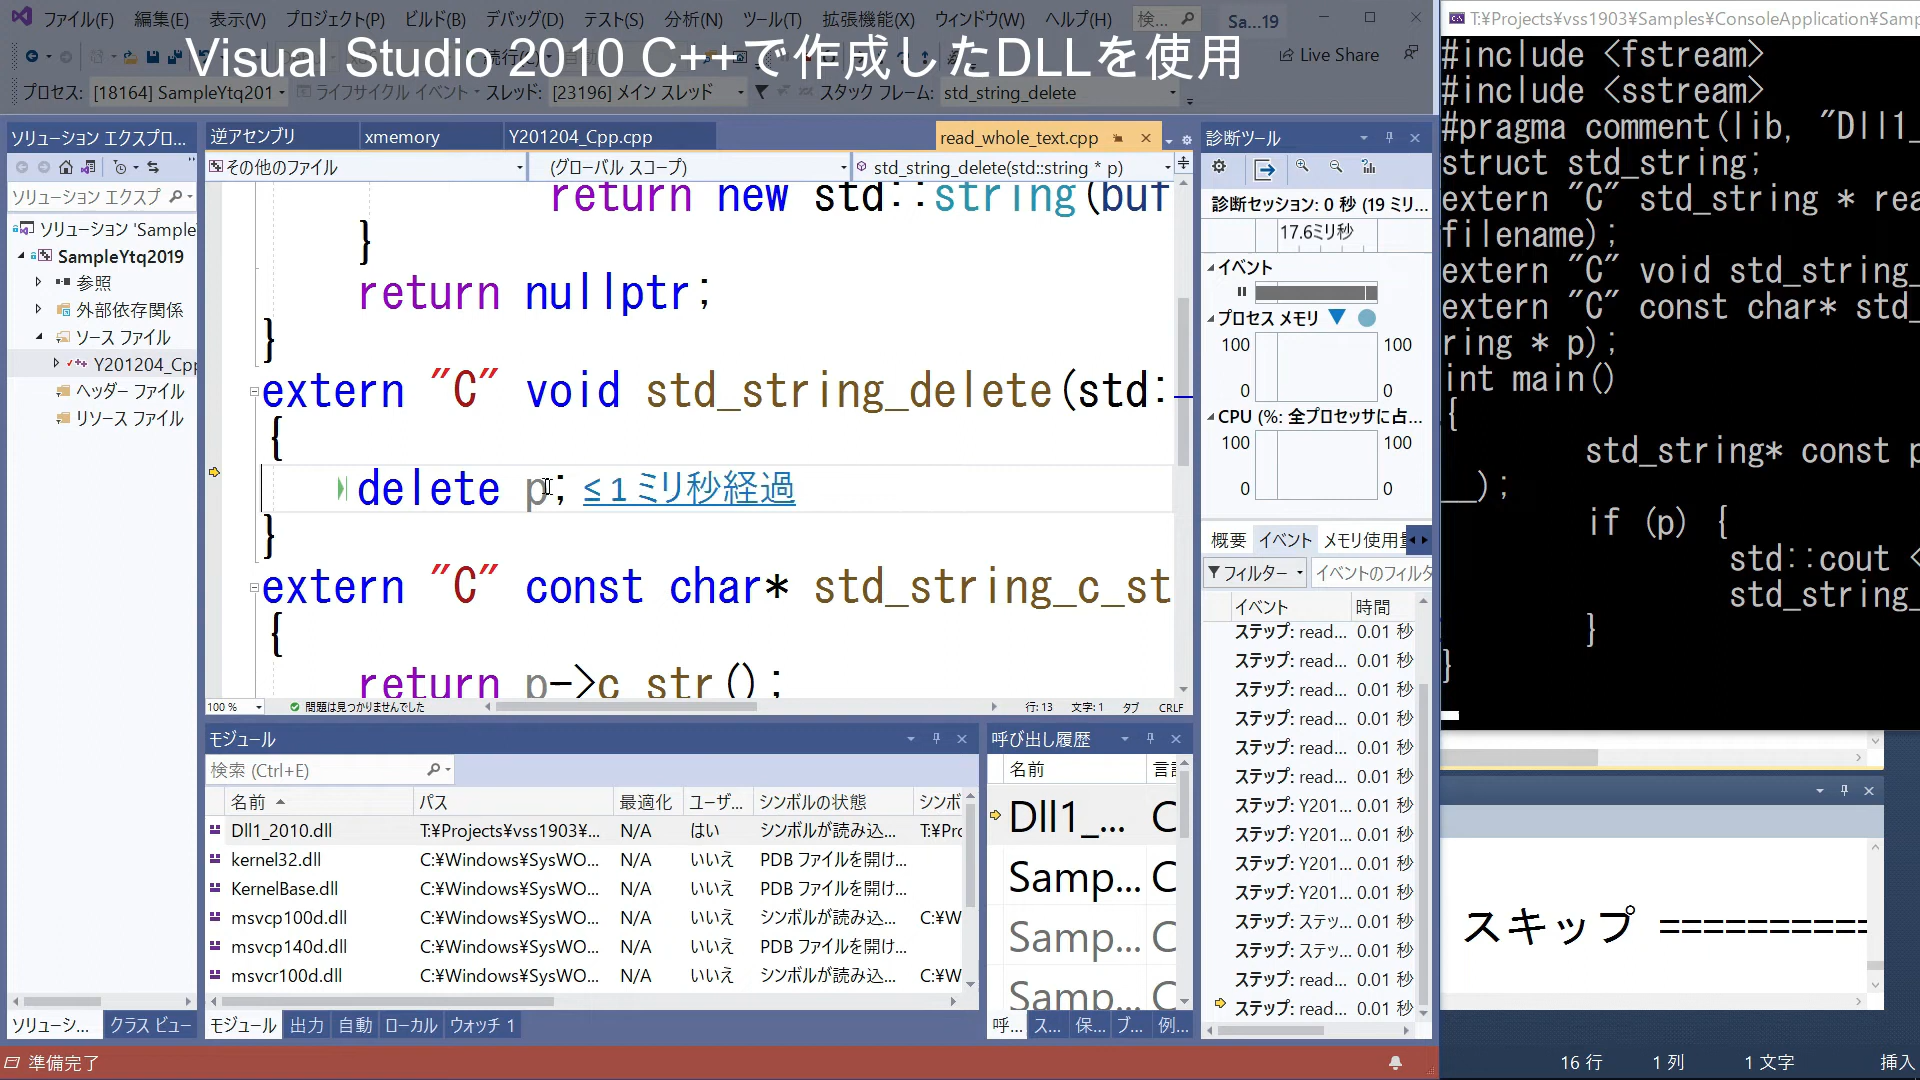 ファイル(F) 編集(E) 表示(V) プロジェクト(P) ビルド(B) デバッグ(D) テスト(S) 分析(N) ツール(T) 拡張機能(X) ウィンドウ(W) ヘルプ(H) 検... Sa...19
Visual Studio 2010 C++で作成したDLLを使用
Live Share
プロセス: [18164] SampleYtq201 ライフサイクル イベント スレッド: [23196] メイン スレッド スタック フレーム: std_string_delete
ソリューション エクスプロ...
ソリューション エクスプ
ソリューション 'Sample
SampleYtq2019
参照
外部依存関係
ソース ファイル
Y201204_Cpp
ヘッダー ファイル
リソース ファイル
ソリューシ... クラス ビュー
逆アセンブリ xmemory Y201204_Cpp.cpp read_whole_text.cpp
その他のファイル (グローバル スコープ) std_string_delete(std::string * p)
return new std::string(buf
}
return nullptr;
}
extern "C" void std_string_delete(std:
{
delete p; ≤ 1 ミリ秒経過
}
extern "C" const char* std_string_c_st
{
return p->c_str();
100 % 問題は見つかりませんでした 行: 13 文字: 1 タブ CRLF
モジュール
検索 (Ctrl+E)
名前 パス 最適化 ユーザ... シンボルの状態 シンボ
Dll1_2010.dll T:¥Projects¥vss1903¥... N/A はい シンボルが読み込... T:¥Prc
kernel32.dll C:¥Windows¥SysWO... N/A いいえ PDB ファイルを開け...
KernelBase.dll C:¥Windows¥SysWO... N/A いいえ PDB ファイルを開け...
msvcp100d.dll C:¥Windows¥SysWO... N/A いいえ シンボルが読み込... C:¥W
msvcp140d.dll C:¥Windows¥SysWO... N/A いいえ PDB ファイルを開け...
msvcr100d.dll C:¥Windows¥SysWO... N/A いいえ シンボルが読み込... C:¥W
モジュール 出力 自動 ローカル ウォッチ 1
呼び出し履歴
名前 言
Dll1_... C
Samp... C
Samp... C
Samp... C
呼... ス... 保... ブ... 例...
診断ツール
診断セッション: 0 秒 (19 ミリ...
17.6ミリ秒
イベント
プロセス メモリ
100 100
0 0
CPU (%: 全プロセッサに占...
100 100
0 0
概要 イベント メモリ使用量
フィルター イベントのフィルタ
イベント 時間
ステップ: read... 0.01 秒
ステップ: read... 0.01 秒
ステップ: read... 0.01 秒
ステップ: read... 0.01 秒
ステップ: read... 0.01 秒
ステップ: read... 0.01 秒
ステップ: Y201... 0.01 秒
ステップ: Y201... 0.01 秒
ステップ: Y201... 0.01 秒
ステップ: Y201... 0.01 秒
ステップ: ステッ... 0.01 秒
ステップ: ステッ... 0.01 秒
ステップ: read... 0.01 秒
ステップ: read... 0.01 秒
準備完了
T:¥Projects¥vss1903¥Samples¥ConsoleApplication¥Samp
#include <fstream>
#include <sstream>
#pragma comment(lib, "Dll1_
struct std_string;
extern "C" std_string * rea
filename);
extern "C" void std_string_
extern "C" const char* std_
ring * p);
int main()
{
std_string* const p
__);
if (p) {
std::cout <
std_string_
}
}
スキップ ==========
16 行 1 列 1 文字 挿入